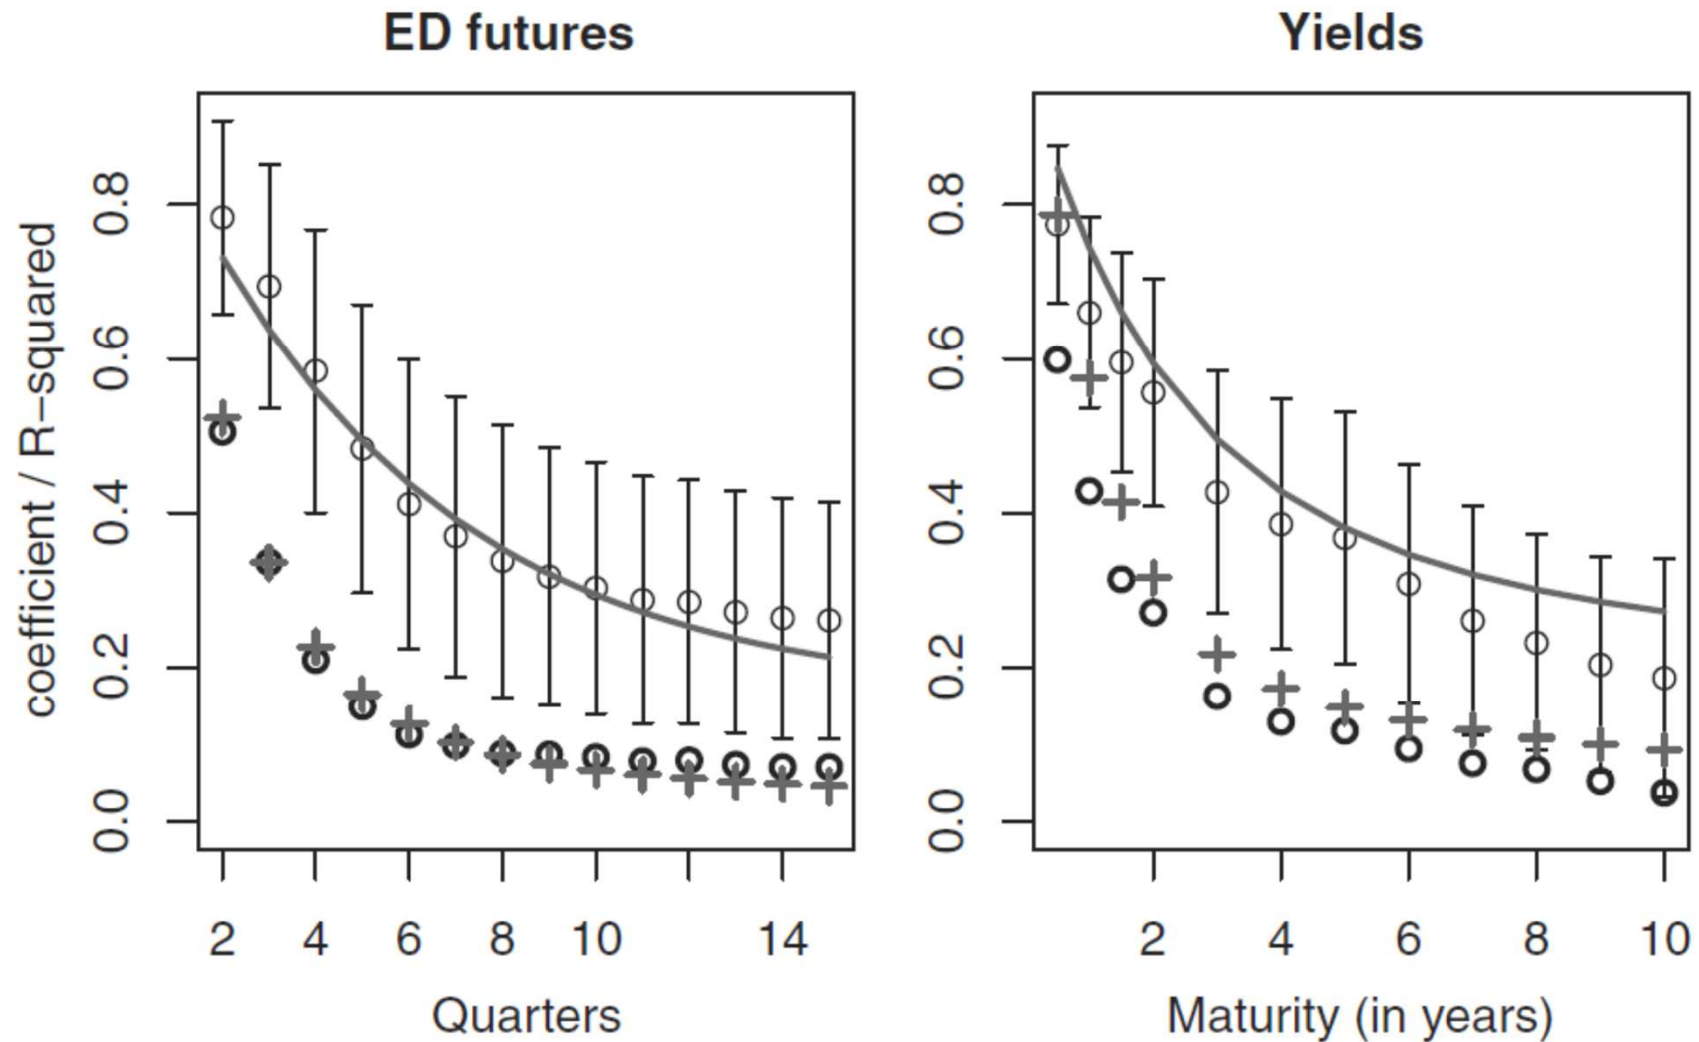 ED futures
Yields
coefficient / R−squared
0.8
0.6
0.4
0.2
0.0
2 4 6 8 10 14
Quarters
0.8
0.6
0.4
0.2
0.0
2 4 6 8 10
Maturity (in years)